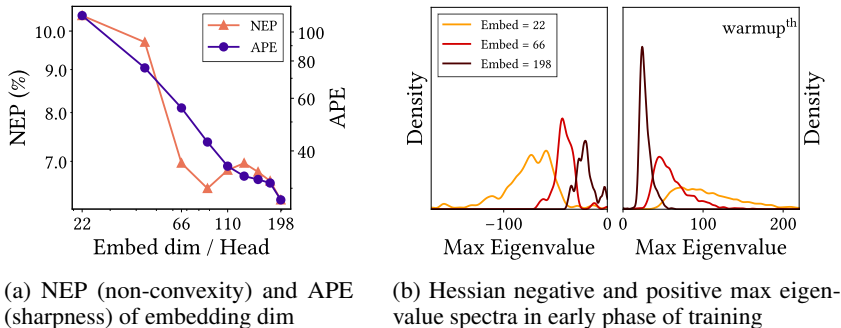 NEP
APE
10.0
9.0
8.0
7.0
NEP (%)
100
80
60
40
APE
22
66
110
198
Embed dim / Head
(a) NEP (non-convexity) and APE
(sharpness) of embedding dim
Embed = 22
Embed = 66
Embed = 198
Density
−100
0
Max Eigenvalue
warmupᵗʰ
Density
0
100
200
Max Eigenvalue
(b) Hessian negative and positive max eigen-
value spectra in early phase of training